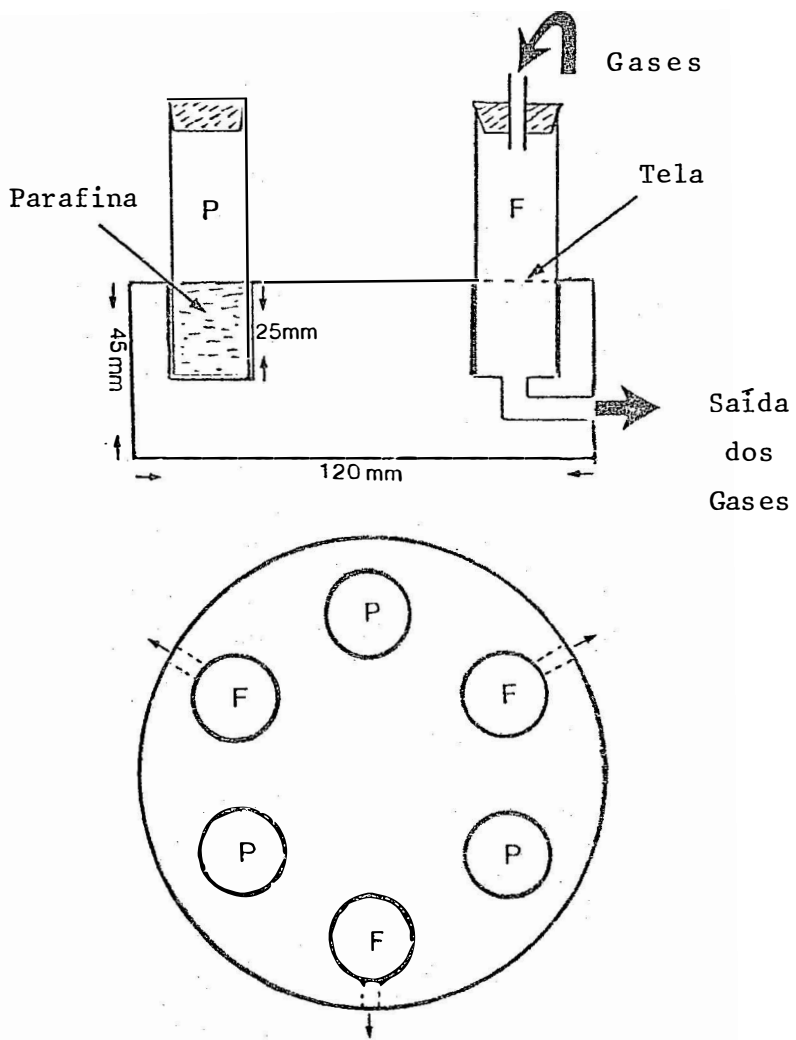 Gases
Parafina
P
F
Tela
45mm
25mm
Saída
dos
Gases
120mm
P
F
F
P
P
F